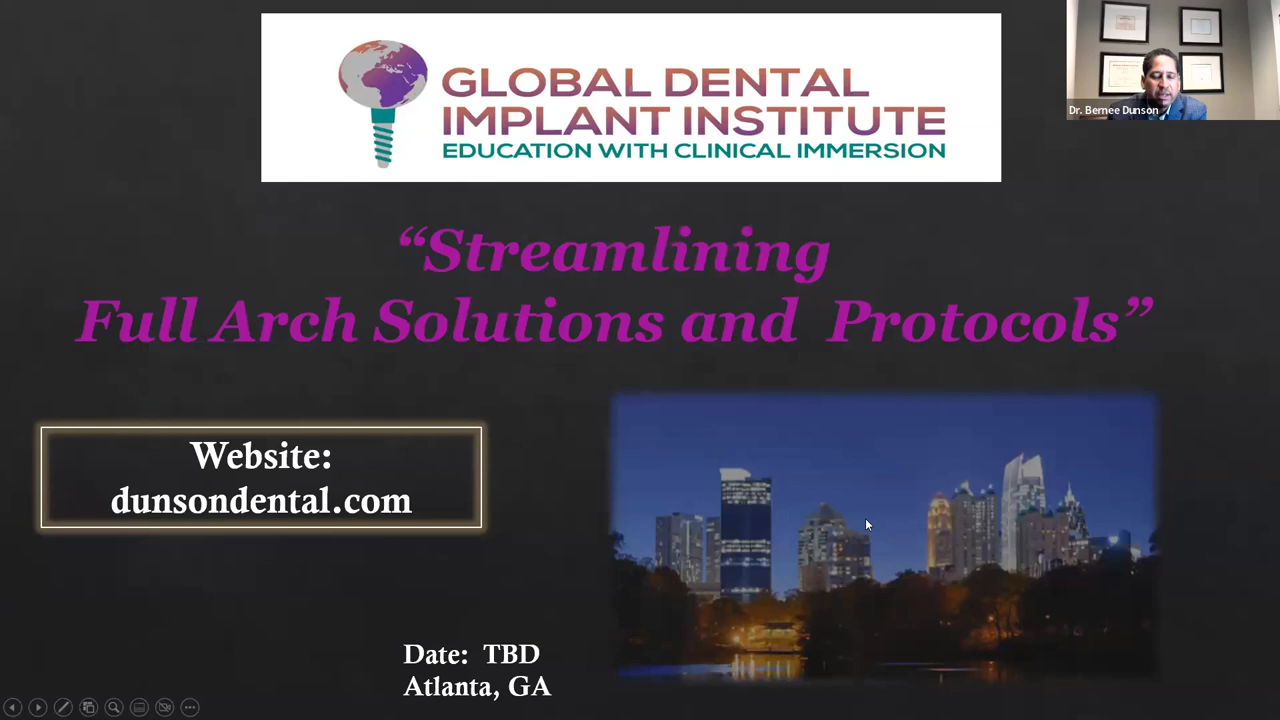 GLOBAL DENTAL
IMPLANT INSTITUTE
EDUCATION WITH CLINICAL IMMERSION
Dr. Bernee Dunson
“Streamlining
Full Arch Solutions and Protocols”
Website:
dunsondental.com
Date: TBD
Atlanta, GA